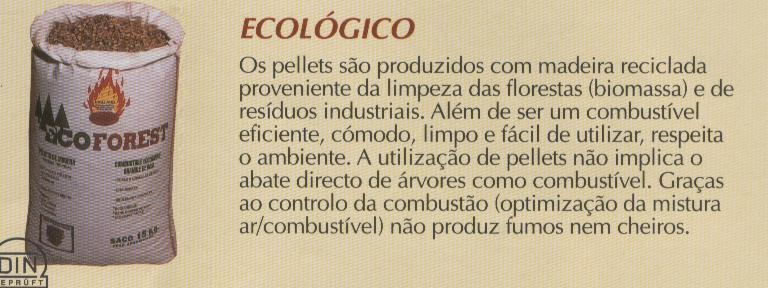 ECOLÓGICO
Os pellets são produzidos com madeira reciclada
proveniente da limpeza das florestas (biomassa) e de
resíduos industriais. Além de ser um combustível
eficiente, cómodo, limpo e fácil de utilizar, respeita
o ambiente. A utilização de pellets não implica o
abate directo de árvores como combustível. Graças
ao controlo da combustão (optimização da mistura
ar/combustível) não produz fumos nem cheiros.
ECOFOREST
SACO 15 KG
DIN
GEPRÜFT